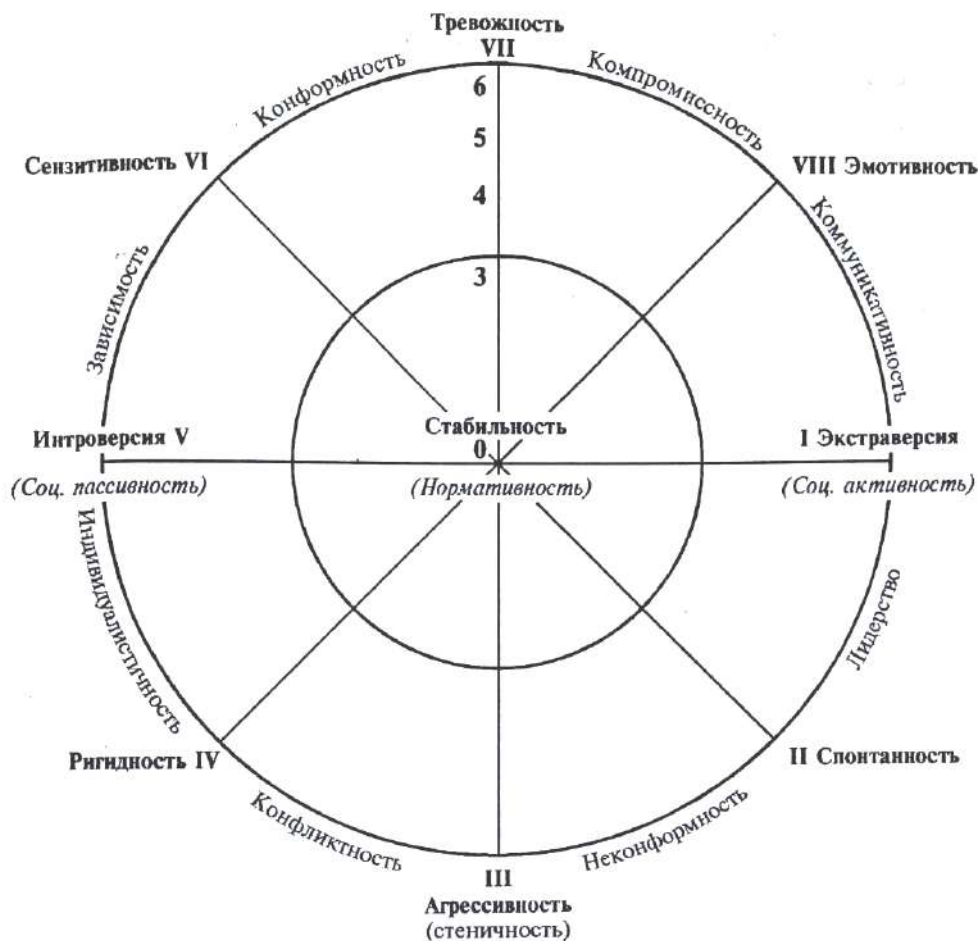 Тревожность
VII
Конформность
Компромиссность
6
5
Сензитивность VI
VIII Эмотивность
4
Коммуникативность
Зависимость
3
Стабильность
Интроверсия V
0
I Экстраверсия
(Соц. пассивность)
(Нормативность)
(Соц. активность)
Индивидуалистичность
Лидерство
Ригидность IV
II Спонтанность
Конфликтность
Неконформность
III
Агрессивность
(стеничность)